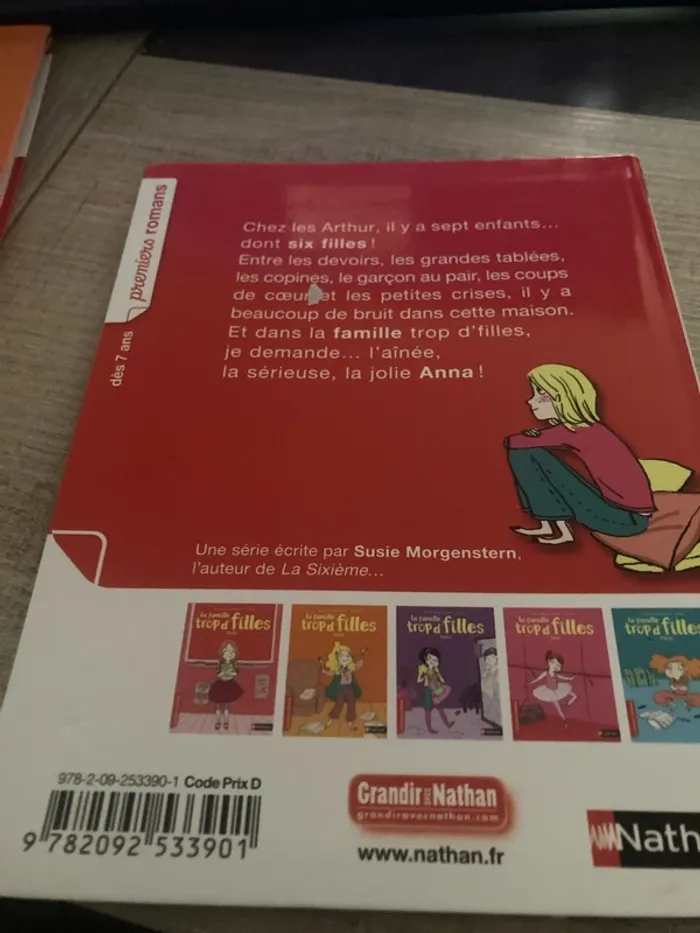 premiers romans
dès 7 ans
Chez les Arthur, il y a sept enfants...
dont six filles !
Entre les devoirs, les grandes tablées,
les copines, le garçon au pair, les coups
de cœur et les petites crises, il y a
beaucoup de bruit dans cette maison.
Et dans la famille trop d'filles,
je demande... l'aînée,
la sérieuse, la jolie Anna !
Une série écrite par Susie Morgenstern,
l'auteur de La Sixième...
la famille
trop d'filles
la famille
trop d'filles
la famille
trop d'filles
la famille
trop d'filles
la famille
trop d'filles
978-2-09-253390-1 Code Prix D
9 782092 533901
Grandir avec Nathan
grandiravecnathan.com
www.nathan.fr
Nath